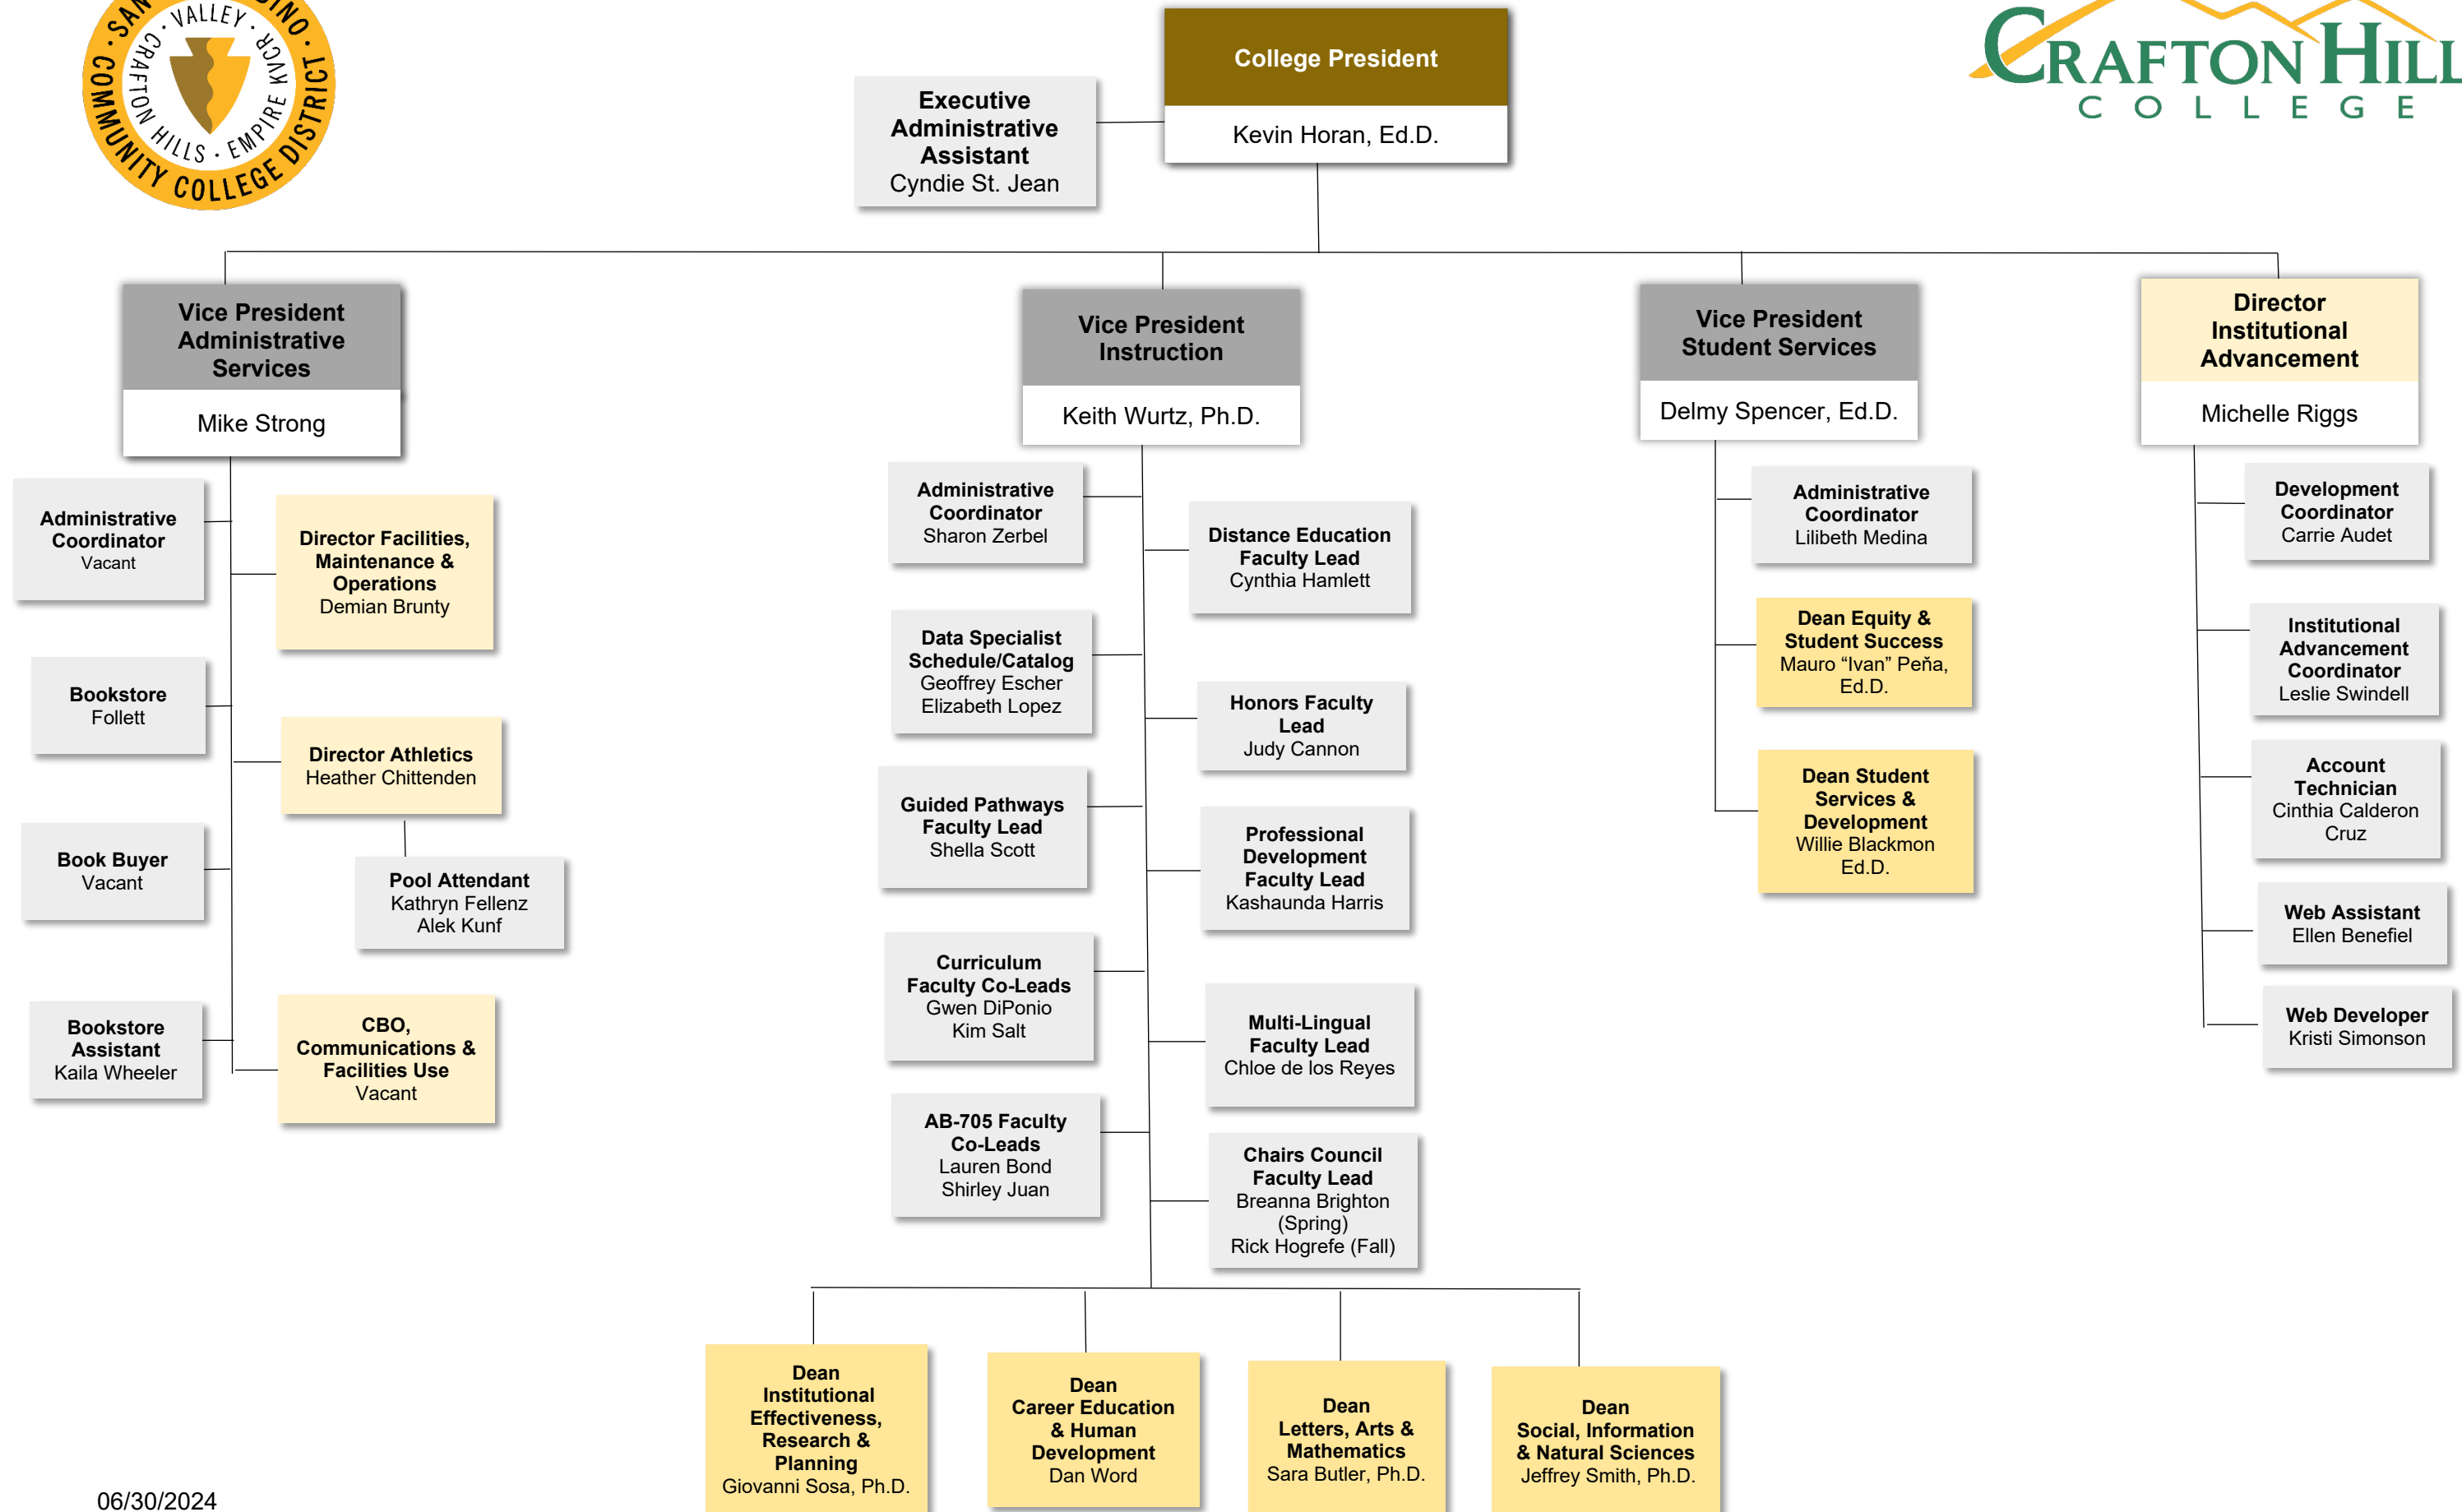 SAN
DINO
COMMUNITY COLLEGE DISTRICT
VALLEY · KVCR
CRAFTON HILLS · EMPIRE
CRAFTON HILL
COLLEGE
College President
Kevin Horan, Ed.D.
Executive
Administrative
Assistant
Cyndie St. Jean
Vice President
Administrative
Services
Mike Strong
Administrative
Coordinator
Vacant
Director Facilities,
Maintenance &
Operations
Demian Brunty
Bookstore
Follett
Director Athletics
Heather Chittenden
Book Buyer
Vacant
Pool Attendant
Kathryn Fellenz
Alek Kunf
Bookstore
Assistant
Kaila Wheeler
CBO,
Communications &
Facilities Use
Vacant
Vice President
Instruction
Keith Wurtz, Ph.D.
Administrative
Coordinator
Sharon Zerbel
Distance Education
Faculty Lead
Cynthia Hamlett
Data Specialist
Schedule/Catalog
Geoffrey Escher
Elizabeth Lopez
Honors Faculty
Lead
Judy Cannon
Guided Pathways
Faculty Lead
Shella Scott
Professional
Development
Faculty Lead
Kashaunda Harris
Curriculum
Faculty Co-Leads
Gwen DiPonio
Kim Salt
Multi-Lingual
Faculty Lead
Chloe de los Reyes
AB-705 Faculty
Co-Leads
Lauren Bond
Shirley Juan
Chairs Council
Faculty Lead
Breanna Brighton
(Spring)
Rick Hogrefe (Fall)
Dean
Institutional
Effectiveness,
Research &
Planning
Giovanni Sosa, Ph.D.
Dean
Career Education
& Human
Development
Dan Word
Dean
Letters, Arts &
Mathematics
Sara Butler, Ph.D.
Dean
Social, Information
& Natural Sciences
Jeffrey Smith, Ph.D.
Vice President
Student Services
Delmy Spencer, Ed.D.
Administrative
Coordinator
Lilibeth Medina
Dean Equity &
Student Success
Mauro “Ivan” Peňa,
Ed.D.
Dean Student
Services &
Development
Willie Blackmon
Ed.D.
Director
Institutional
Advancement
Michelle Riggs
Development
Coordinator
Carrie Audet
Institutional
Advancement
Coordinator
Leslie Swindell
Account
Technician
Cinthia Calderon
Cruz
Web Assistant
Ellen Benefiel
Web Developer
Kristi Simonson
06/30/2024